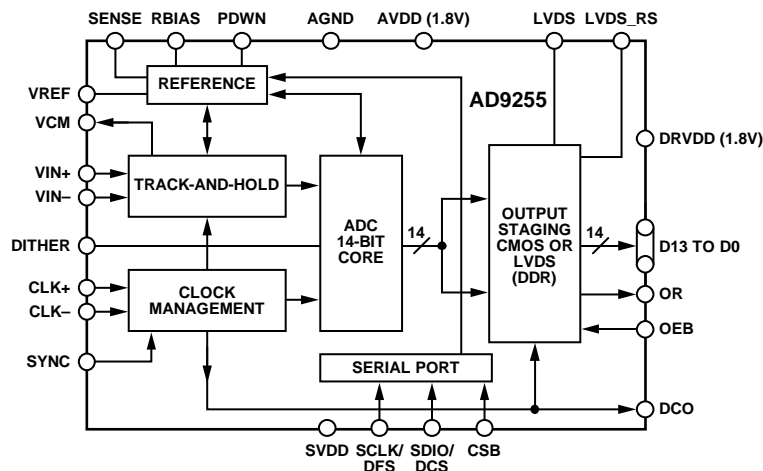 SENSE RBIAS PDWN AGND AVDD (1.8V) LVDS LVDS_RS
REFERENCE
AD9255
VREF
VCM
DRVDD (1.8V)
VIN+
VIN–
TRACK-AND-HOLD
ADC
14-BIT
CORE
14
OUTPUT
STAGING
CMOS OR
LVDS
(DDR)
14
D13 TO D0
DITHER
CLK+
CLK–
CLOCK
MANAGEMENT
OR
OEB
SYNC
SERIAL PORT
DCO
SVDD SCLK/
DFS
SDIO/
DCS
CSB